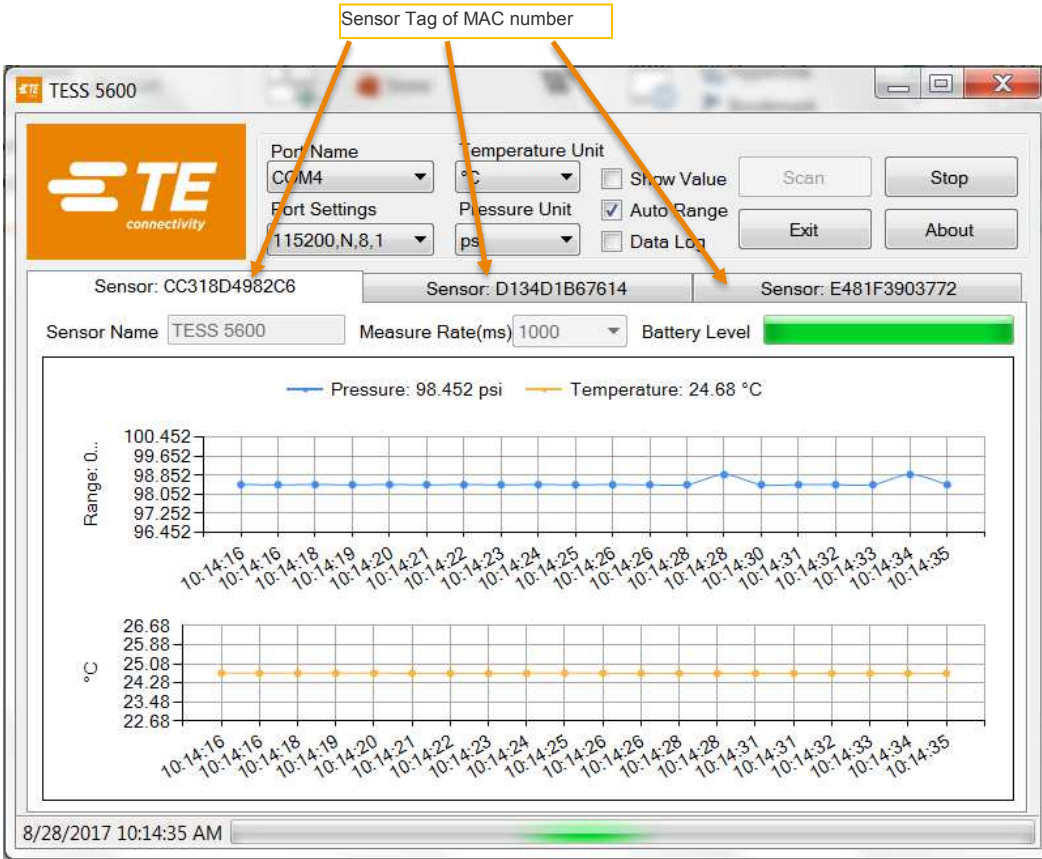 Sensor Tag of MAC number
TE TESS 5600
TE
connectivity
Port Name
Temperature Unit
COM4
°C
Show Value
Scan
Stop
Port Settings
Pressure Unit
Auto Range
115200,N,8,1
psi
Data Log
Exit
About
Sensor: CC318D4982C6
Sensor: D134D1B67614
Sensor: E481F3903772
Sensor Name TESS 5600
Measure Rate(ms) 1000
Battery Level
Pressure: 98.452 psi
Temperature: 24.68 °C
Range: 0...
100.452
99.652
98.852
98.052
97.252
96.452
10:14:16 10:14:16 10:14:18 10:14:19 10:14:20 10:14:21 10:14:22 10:14:23 10:14:24 10:14:25 10:14:26 10:14:26 10:14:28 10:14:28 10:14:30 10:14:31 10:14:32 10:14:33 10:14:34 10:14:35
°C
26.68
25.88
25.08
24.28
23.48
22.68
10:14:16 10:14:16 10:14:18 10:14:19 10:14:20 10:14:21 10:14:22 10:14:23 10:14:24 10:14:25 10:14:26 10:14:26 10:14:28 10:14:28 10:14:31 10:14:31 10:14:32 10:14:33 10:14:34 10:14:35
8/28/2017 10:14:35 AM